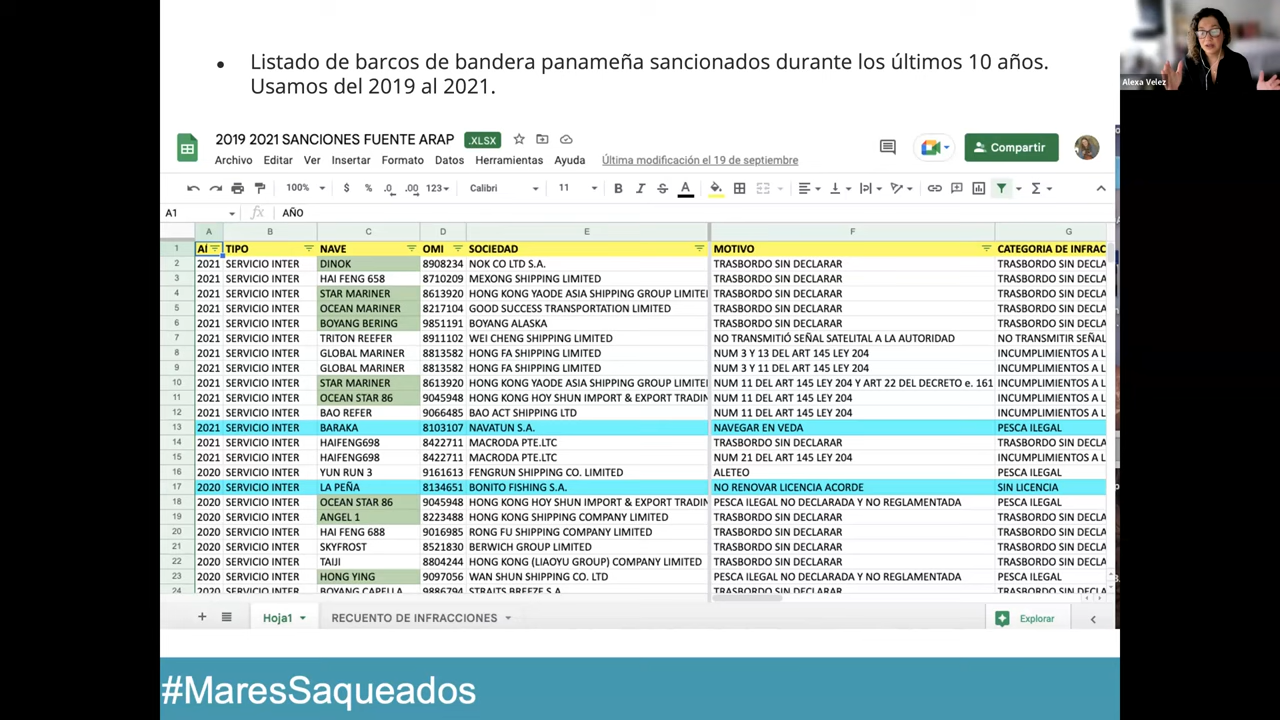 • Listado de barcos de bandera panameña sancionados durante los últimos 10 años.
Usamos del 2019 al 2021.
Alexa Velez
2019 2021 SANCIONES FUENTE ARAP .XLSX
Compartir
Archivo Editar Ver Insertar Formato Datos Herramientas Ayuda Última modificación el 19 de septiembre
100% $ % .0 .00 123 Calibri 11 B I S A
A1 fx AÑO
A B C D E F G
1 AÑ TIPO NAVE OMI SOCIEDAD MOTIVO CATEGORIA DE INFRAC
2 2021 SERVICIO INTER DINOK 8908234 NOK CO LTD S.A. TRASBORDO SIN DECLARAR TRASBORDO SIN DECLA
3 2021 SERVICIO INTER HAI FENG 658 8710209 MEXONG SHIPPING LIMITED TRASBORDO SIN DECLARAR TRASBORDO SIN DECLA
4 2021 SERVICIO INTER STAR MARINER 8613920 HONG KONG YAODE ASIA SHIPPING GROUP LIMITE TRASBORDO SIN DECLARAR TRASBORDO SIN DECLA
5 2021 SERVICIO INTER OCEAN MARINER 8217104 GOOD SUCCESS TRANSPORTATION LIMITED TRASBORDO SIN DECLARAR TRASBORDO SIN DECLA
6 2021 SERVICIO INTER BOYANG BERING 9851191 BOYANG ALASKA TRASBORDO SIN DECLARAR TRASBORDO SIN DECLA
7 2021 SERVICIO INTER TRITON REEFER 8911102 WEI CHENG SHIPPING LIMITED NO TRANSMITIÓ SEÑAL SATELITAL A LA AUTORIDAD NO TRANSMITIR SEÑAL
8 2021 SERVICIO INTER GLOBAL MARINER 8813582 HONG FA SHIPPING LIMITED NUM 3 Y 13 DEL ART 145 LEY 204 INCUMPLIMIENTOS A L
9 2021 SERVICIO INTER GLOBAL MARINER 8813582 HONG FA SHIPPING LIMITED NUM 3 Y 11 DEL ART 145 LEY 204 INCUMPLIMIENTOS A L
10 2021 SERVICIO INTER STAR MARINER 8613920 HONG KONG YAODE ASIA SHIPPING GROUP LIMITE NUM 11 DEL ART 145 LEY 204 Y ART 22 DEL DECRETO e. 161 INCUMPLIMIENTOS A L
11 2021 SERVICIO INTER OCEAN STAR 86 9045948 HONG KONG HOY SHUN IMPORT & EXPORT TRADIN NUM 11 DEL ART 145 LEY 204 INCUMPLIMIENTOS A L
12 2021 SERVICIO INTER BAO REFER 9066485 BAO ACT SHIPPING LTD NUM 11 DEL ART 145 LEY 204 INCUMPLIMIENTOS A L
13 2021 SERVICIO INTER BARAKA 8103107 NAVATUN S.A. NAVEGAR EN VEDA PESCA ILEGAL
14 2021 SERVICIO INTER HAIFENG698 8422711 MACRODA PTE.LTC TRASBORDO SIN DECLARAR TRASBORDO SIN DECLA
15 2021 SERVICIO INTER HAIFENG698 8422711 MACRODA PTE.LTC NUM 21 DEL ART 145 LEY 204 INCUMPLIMIENTOS A L
16 2020 SERVICIO INTER YUN RUN 3 9161613 FENGRUN SHIPPING CO. LIMITED ALETEO PESCA ILEGAL
17 2020 SERVICIO INTER LA PEÑA 8134651 BONITO FISHING S.A. NO RENOVAR LICENCIA ACORDE SIN LICENCIA
18 2020 SERVICIO INTER OCEAN STAR 86 9045948 HONG KONG HOY SHUN IMPORT & EXPORT TRADIN PESCA ILEGAL NO DECLARADA Y NO REGLAMENTADA PESCA ILEGAL
19 2020 SERVICIO INTER ANGEL 1 8223488 HONG KONG SHIPPING COMPANY LIMITED TRASBORDO SIN DECLARAR TRASBORDO SIN DECLA
20 2020 SERVICIO INTER HAI FENG 688 9016985 RONG FU SHIPPING COMPANY LIMITED TRASBORDO SIN DECLARAR TRASBORDO SIN DECLA
21 2020 SERVICIO INTER SKYFROST 8521830 BERWICH GROUP LIMITED TRASBORDO SIN DECLARAR TRASBORDO SIN DECLA
22 2020 SERVICIO INTER TAIJI 8804244 HONG KONG (LIAOYU GROUP) COMPANY LIMITED TRASBORDO SIN DECLARAR TRASBORDO SIN DECLA
23 2020 SERVICIO INTER HONG YING 9097056 WAN SHUN SHIPPING CO. LTD PESCA ILEGAL NO DECLARADA Y NO REGLAMENTADA PESCA ILEGAL
24 2020 SERVICIO INTER BOYANG CAPELLA 9886794 STRAITS BREEZE S.A. TRASBORDO SIN DECLARAR TRASBORDO SIN DECLA
+ Hoja1 RECUENTO DE INFRACCIONES Explorar
#MaresSaqueados